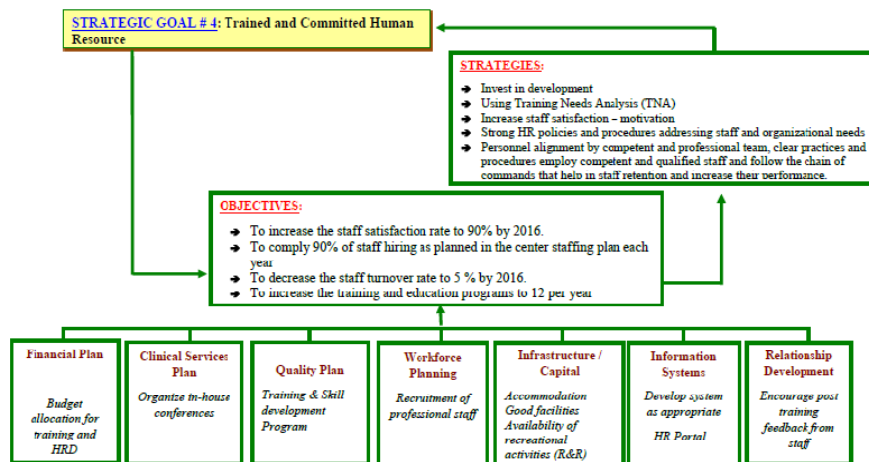 STRATEGIC GOAL # 4: Trained and Committed Human
Resource
STRATEGIES:
➔ Invest in development
➔ Using Training Needs Analysis (TNA)
➔ Increase staff satisfaction – motivation
➔ Strong HR policies and procedures addressing staff and organizational needs
➔ Personnel alignment by competent and professional team, clear practices and
procedures employ competent and qualified staff and follow the chain of
commands that help in staff retention and increase their performance.
OBJECTIVES:
➔ To increase the staff satisfaction rate to 90% by 2016.
➔ To comply 90% of staff hiring as planned in the center staffing plan each
year
➔ To decrease the staff turnover rate to 5 % by 2016.
➔ To increase the training and education programs to 12 per year
Financial Plan
Budget
allocation for
training and
HRD
Clinical Services
Plan
Organize in-house
conferences
Quality Plan
Training & Skill
development
Program
Workforce
Planning
Recruitment of
professional staff
Infrastructure /
Capital
Accommodation
Good facilities
Availability of
recreational
activities (R&R)
Information
Systems
Develop system
as appropriate
HR Portal
Relationship
Development
Encourage post
training
feedback from
staff